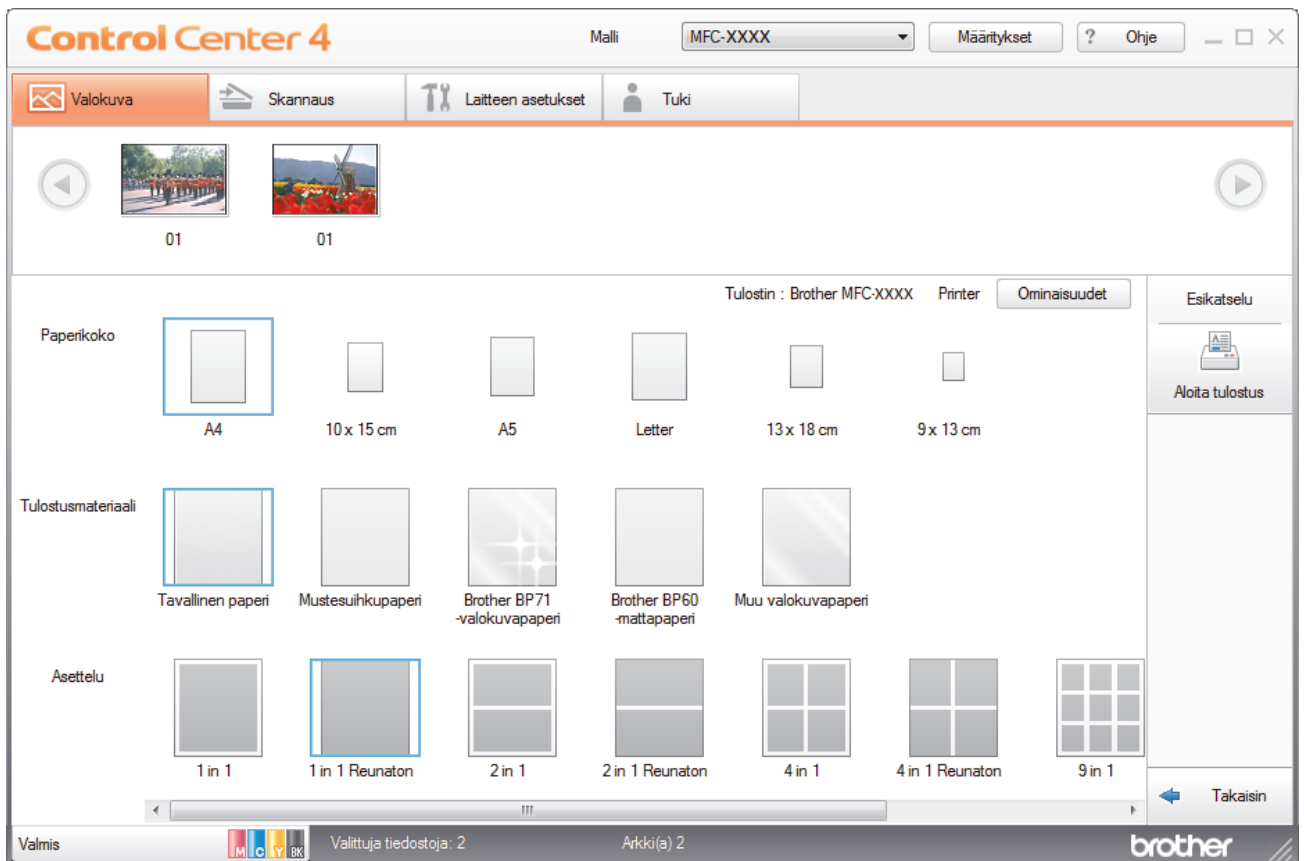 Control Center 4
Malli
MFC-XXXX
Määritykset
? Ohje
Valokuva
Skannaus
Laitteen asetukset
Tuki
01
01
Tulostin : Brother MFC-XXXX Printer
Ominaisuudet
Esikatselu
Aloita tulostus
Paperikoko
A4
10 x 15 cm
A5
Letter
13 x 18 cm
9 x 13 cm
Tulostusmateriaali
Tavallinen paperi
Mustesuihkupaperi
Brother BP71
-valokuvapaperi
Brother BP60
-mattapaperi
Muu valokuvapaperi
Asettelu
1 in 1
1 in 1 Reunaton
2 in 1
2 in 1 Reunaton
4 in 1
4 in 1 Reunaton
9 in 1
Takaisin
Valmis
M C Y BK
Valittuja tiedostoja: 2
Arkki(a) 2
brother